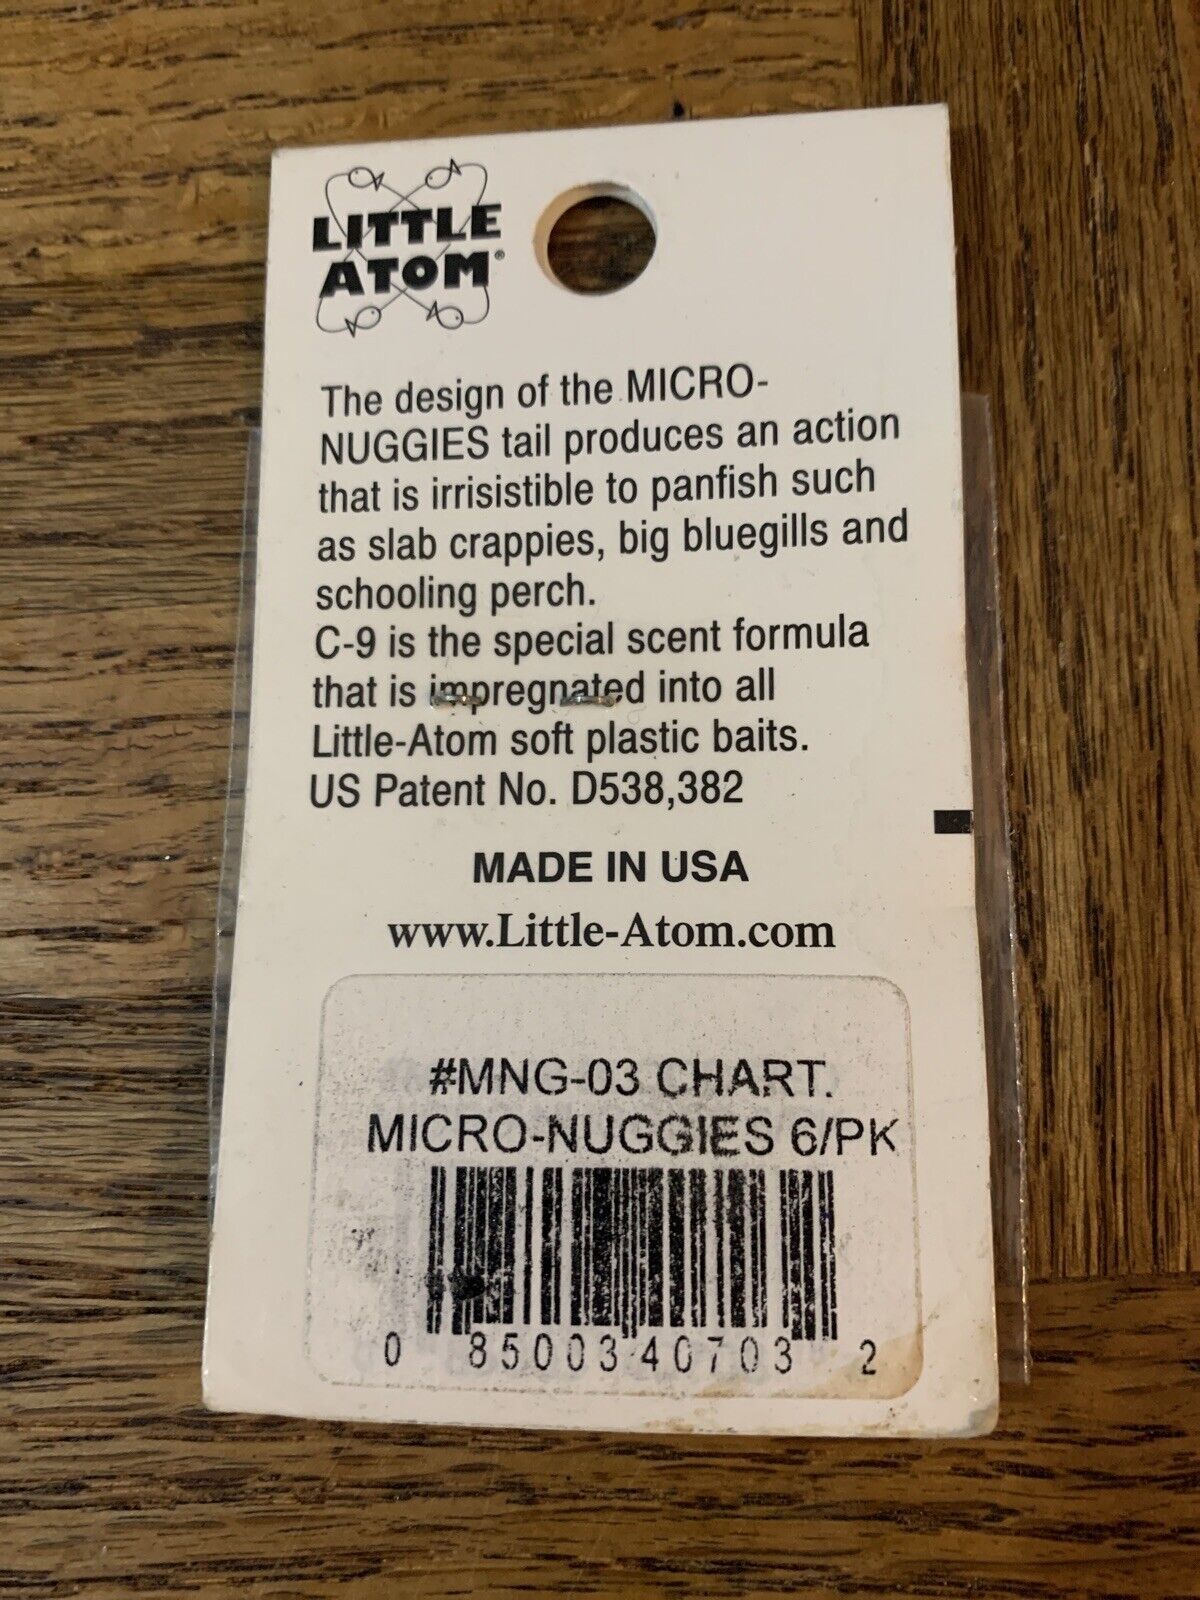 LITTLE
ATOM®
The design of the MICRO-
NUGGIES tail produces an action
that is irrisistible to panfish such
as slab crappies, big bluegills and
schooling perch.
C-9 is the special scent formula
that is impregnated into all
Little-Atom soft plastic baits.
US Patent No. D538,382
MADE IN USA
www.Little-Atom.com
#MNG-03 CHART.
MICRO-NUGGIES 6/PK
0 85003 40703 2